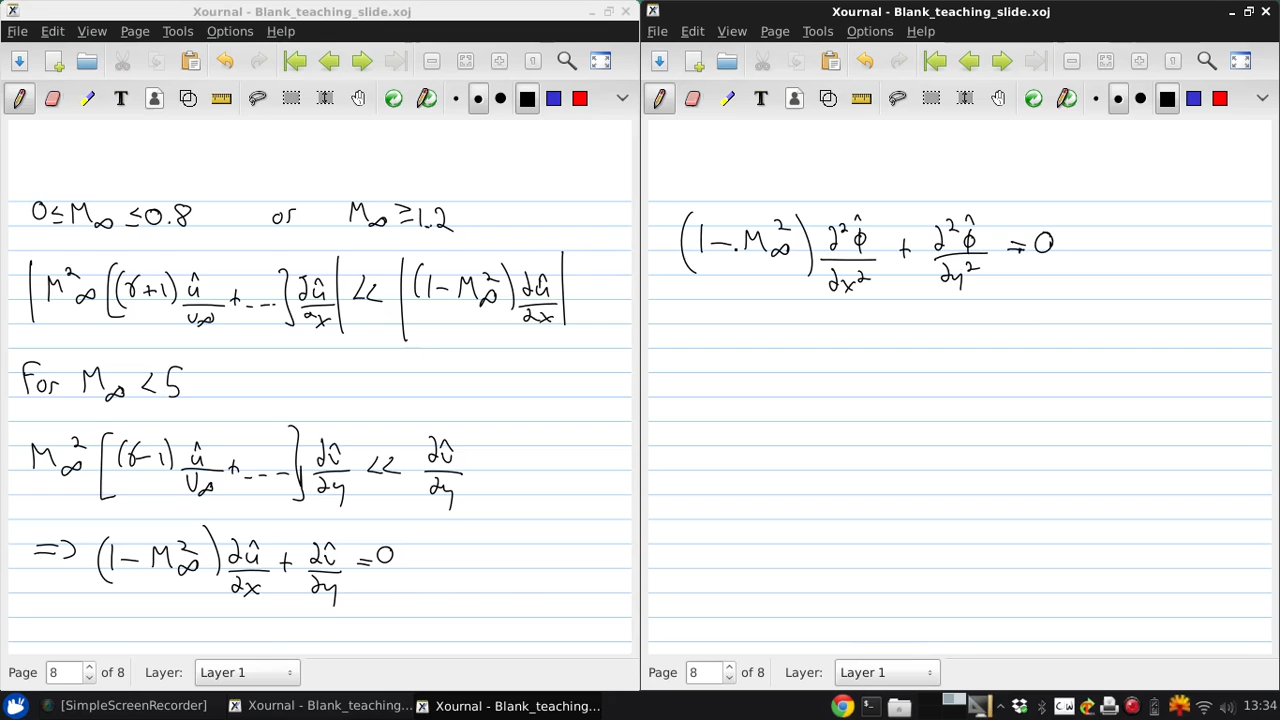 Xournal - Blank_teaching_slide.xoj
File Edit View Page Tools Options Help
0 ≤ M∞ ≤ 0.8 or M∞ ≥ 1.2
|M²∞ [(γ+1) û/V∞ + ....] ∂û/∂x| << |(1 - M²∞) ∂û/∂x|
For M∞ < 5
M∞² [(γ-1) û/V∞ + ....] ∂v̂/∂y << ∂v̂/∂y
=> (1 - M²∞) ∂û/∂x + ∂v̂/∂y = 0
Page 8 of 8 Layer: Layer 1
Xournal - Blank_teaching_slide.xoj
File Edit View Page Tools Options Help
(1 - M∞²) ∂²φ̂/∂x² + ∂²φ̂/∂y² = 0
Page 8 of 8 Layer: Layer 1
[SimpleScreenRecorder] Xournal - Blank_teaching... Xournal - Blank_teaching... 13:34